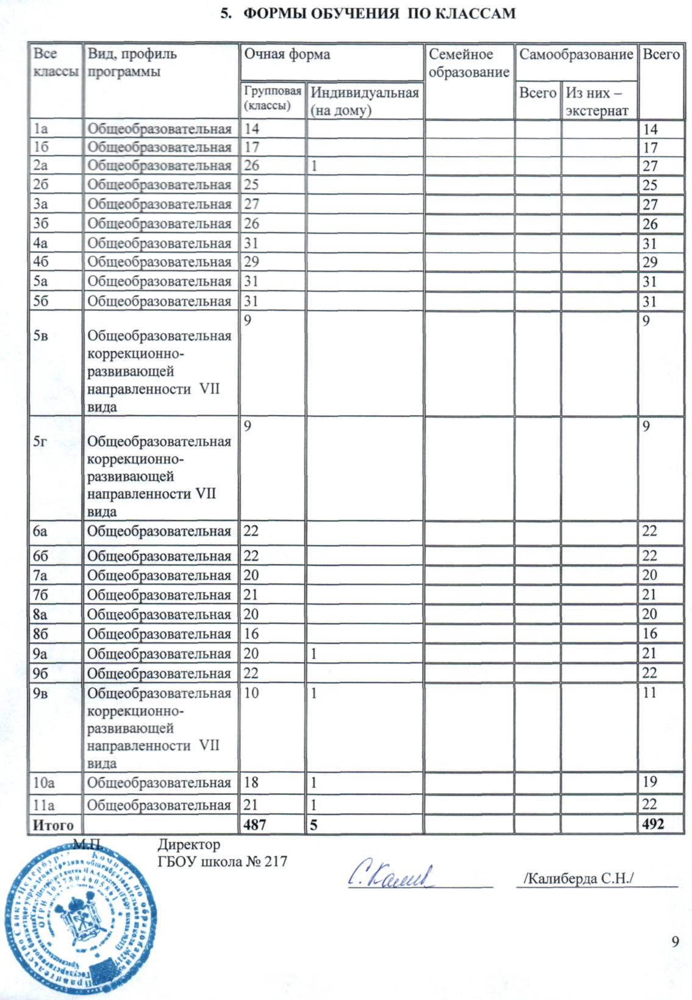 5. ФОРМЫ ОБУЧЕНИЯ ПО КЛАССАМ
Все классы | Вид, профиль программы | Очная форма | Семейное образование | Самообразование | Всего
Групповая (классы) | Индивидуальная (на дому) | Всего | Из них – экстернат
1а Общеобразовательная 14 14
1б Общеобразовательная 17 17
2а Общеобразовательная 26 1 27
2б Общеобразовательная 25 25
3а Общеобразовательная 27 27
3б Общеобразовательная 26 26
4а Общеобразовательная 31 31
4б Общеобразовательная 29 29
5а Общеобразовательная 31 31
5б Общеобразовательная 31 31
9 9
5в Общеобразовательная
коррекционно-
развивающей
направленности VII
вида
9 9
5г Общеобразовательная
коррекционно-
развивающей
направленности VII
вида
6а Общеобразовательная 22 22
6б Общеобразовательная 22 22
7а Общеобразовательная 20 20
7б Общеобразовательная 21 21
8а Общеобразовательная 20 20
8б Общеобразовательная 16 16
9а Общеобразовательная 20 1 21
9б Общеобразовательная 22 22
9в Общеобразовательная 10 1 11
коррекционно-
развивающей
направленности VII
вида
10а Общеобразовательная 18 1 19
11а Общеобразовательная 21 1 22
Итого 487 5 492
М.П. Директор
ГБОУ школа № 217
/Калиберда С.Н./
9